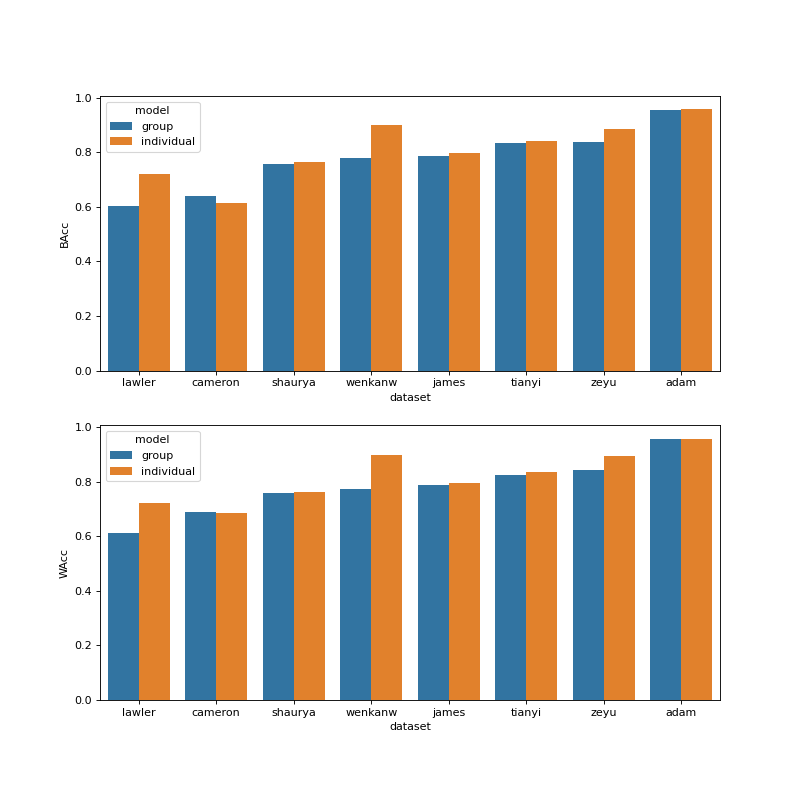 1.0
0.8
0.6
0.4
0.2
0.0
BAcc
model
group
individual
lawler cameron shaurya wenkanw james tianyi zeyu adam
dataset
1.0
0.8
0.6
0.4
0.2
0.0
WAcc
model
group
individual
lawler cameron shaurya wenkanw james tianyi zeyu adam
dataset